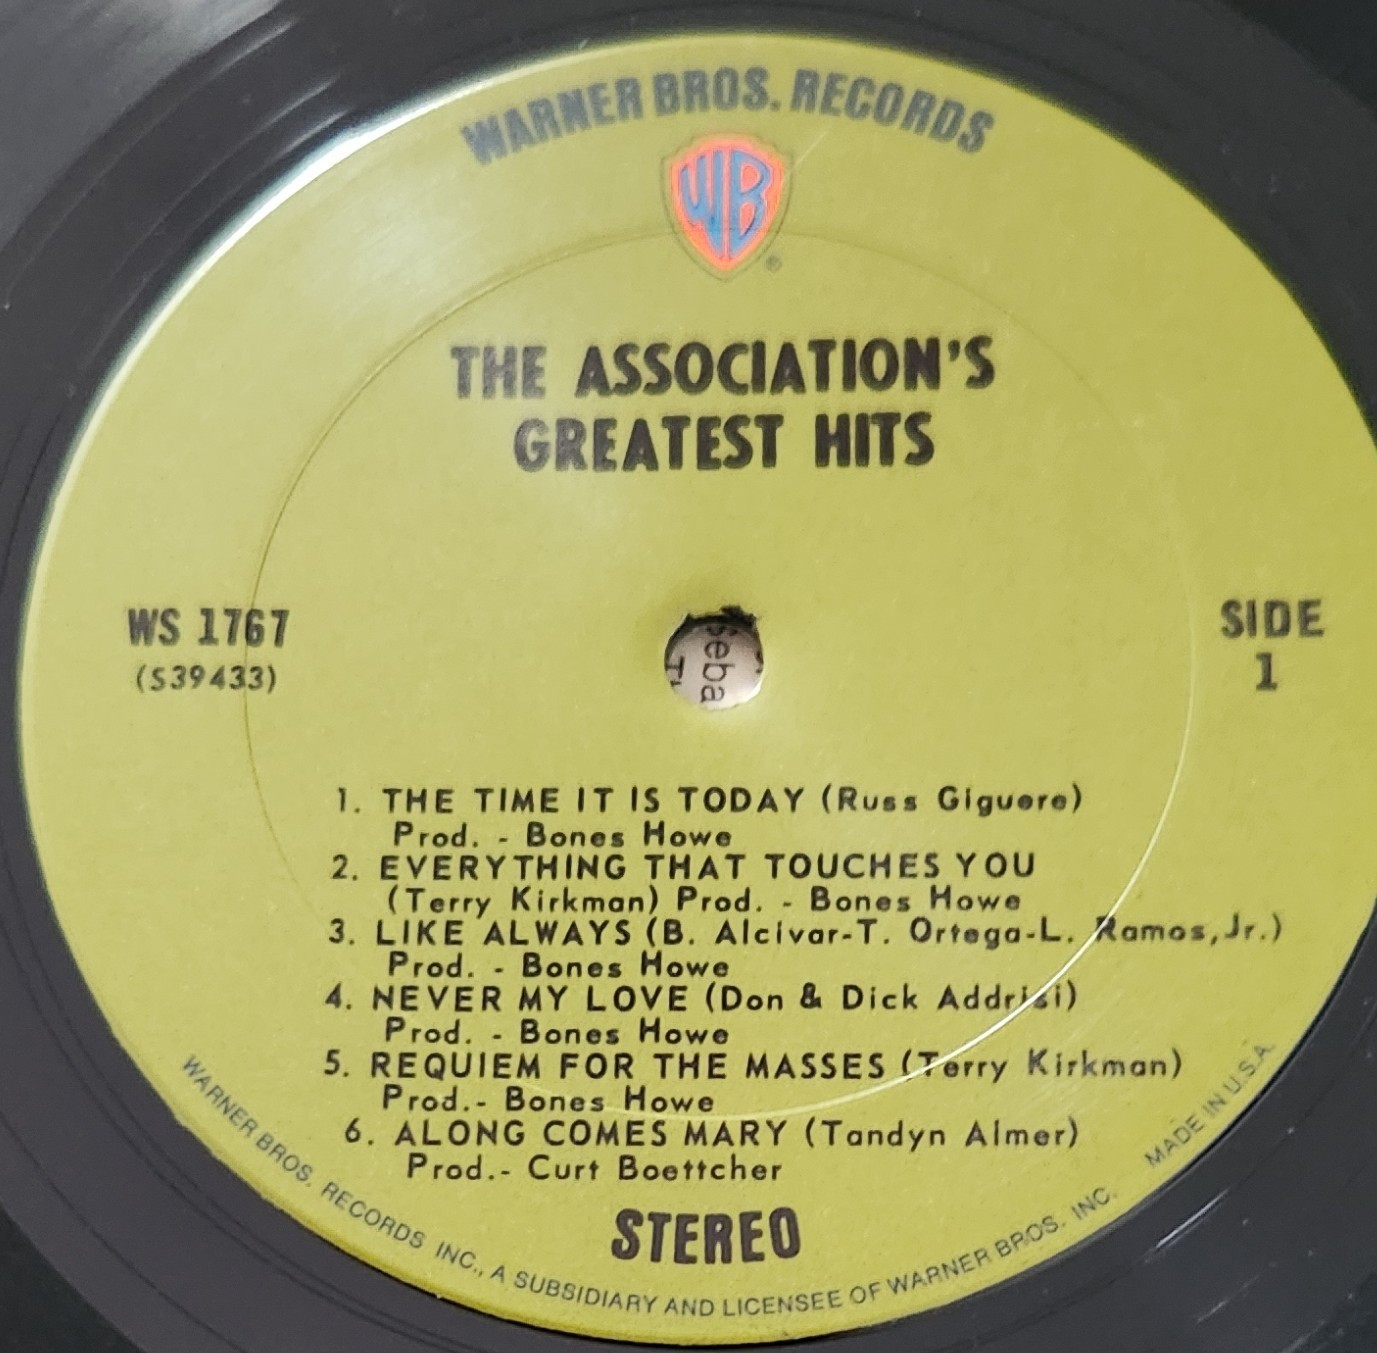 WARNER BROS. RECORDS
WB
®
THE ASSOCIATION'S
GREATEST HITS
WS 1767
(S39433)
SIDE
1
eba
1. THE TIME IT IS TODAY (Russ Giguere)
Prod. - Bones Howe
2. EVERYTHING THAT TOUCHES YOU
(Terry Kirkman) Prod. - Bones Howe
3. LIKE ALWAYS (B. Alcivar-T. Ortega-L. Ramos, Jr.)
Prod. - Bones Howe
4. NEVER MY LOVE (Don & Dick Addrisi)
Prod. - Bones Howe
5. REQUIEM FOR THE MASSES (Terry Kirkman)
Prod.- Bones Howe
6. ALONG COMES MARY (Tandyn Almer)
Prod.- Curt Boettcher
STEREO
WARNER BROS. RECORDS INC., A SUBSIDIARY AND LICENSEE OF WARNER BROS. INC. MADE IN U.S.A.